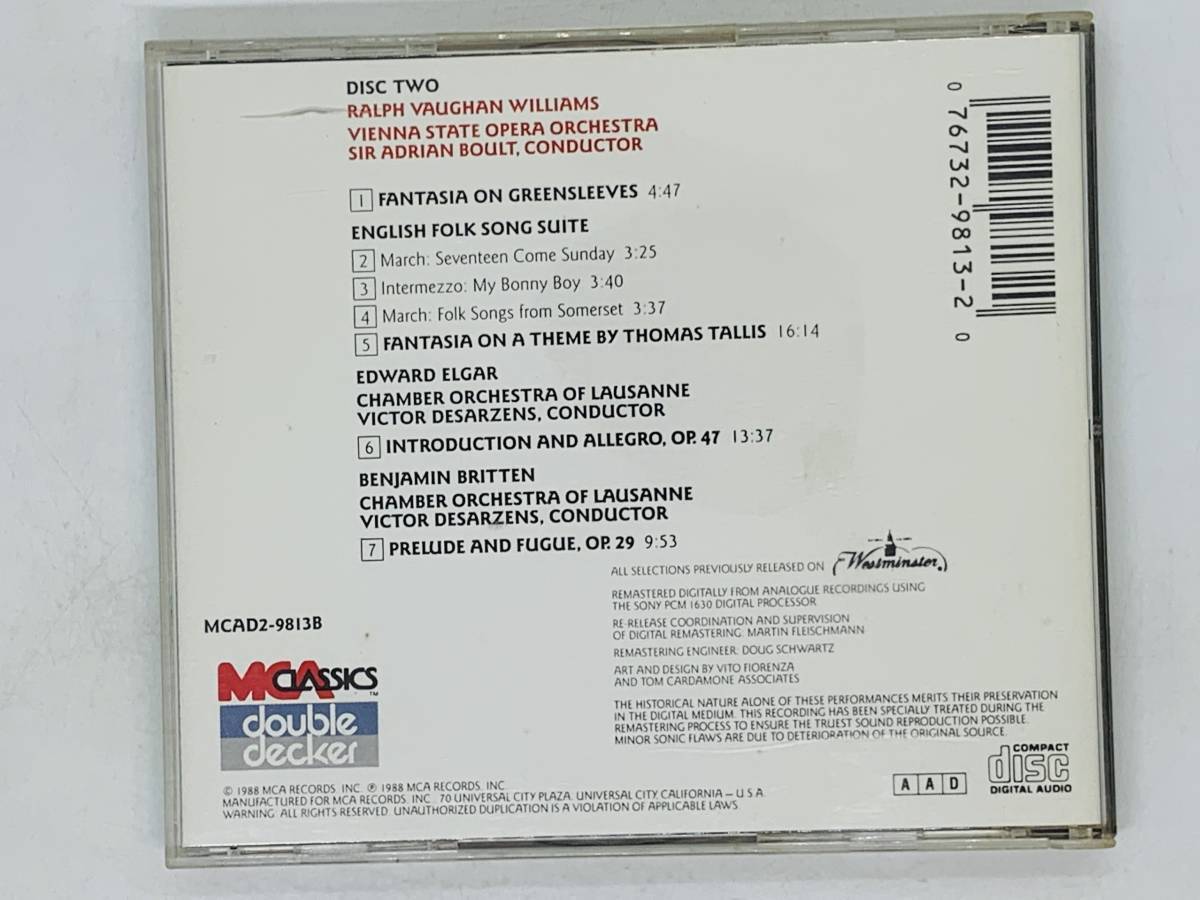 DISC TWO
RALPH VAUGHAN WILLIAMS
VIENNA STATE OPERA ORCHESTRA
SIR ADRIAN BOULT, CONDUCTOR
1 FANTASIA ON GREENSLEEVES 4:47
ENGLISH FOLK SONG SUITE
2 March: Seventeen Come Sunday 3:25
3 Intermezzo: My Bonny Boy 3:40
4 March: Folk Songs from Somerset 3:37
5 FANTASIA ON A THEME BY THOMAS TALLIS 16:14
EDWARD ELGAR
CHAMBER ORCHESTRA OF LAUSANNE
VICTOR DESARZENS, CONDUCTOR
6 INTRODUCTION AND ALLEGRO, OP. 47 13:37
BENJAMIN BRITTEN
CHAMBER ORCHESTRA OF LAUSANNE
VICTOR DESARZENS, CONDUCTOR
7 PRELUDE AND FUGUE, OP. 29 9:53
0 76732-9813-2 0
ALL SELECTIONS PREVIOUSLY RELEASED ON Westminster
REMASTERED DIGITALLY FROM ANALOGUE RECORDINGS USING
THE SONY PCM 1630 DIGITAL PROCESSOR
RE-RELEASE COORDINATION AND SUPERVISION
OF DIGITAL REMASTERING: MARTIN FLEISCHMANN
REMASTERING ENGINEER: DOUG SCHWARTZ
ART AND DESIGN BY VITO FIORENZA
AND TOM CARDAMONE ASSOCIATES
THE HISTORICAL NATURE ALONE OF THESE PERFORMANCES MERITS THEIR PRESERVATION
IN THE DIGITAL MEDIUM. THIS RECORDING HAS BEEN SPECIALLY TREATED DURING THE
REMASTERING PROCESS TO ENSURE THE TRUEST SOUND REPRODUCTION POSSIBLE.
MINOR SONIC FLAWS ARE DUE TO DETERIORATION OF THE ORIGINAL SOURCE.
MCAD2-9813B
MCA CLASSICS ™
double
decker
© 1988 MCA RECORDS, INC. ℗ 1988 MCA RECORDS, INC.
MANUFACTURED FOR MCA RECORDS, INC., 70 UNIVERSAL CITY PLAZA, UNIVERSAL CITY, CALIFORNIA – U.S.A.
WARNING: ALL RIGHTS RESERVED. UNAUTHORIZED DUPLICATION IS A VIOLATION OF APPLICABLE LAWS.
A A D
COMPACT
disc
DIGITAL AUDIO